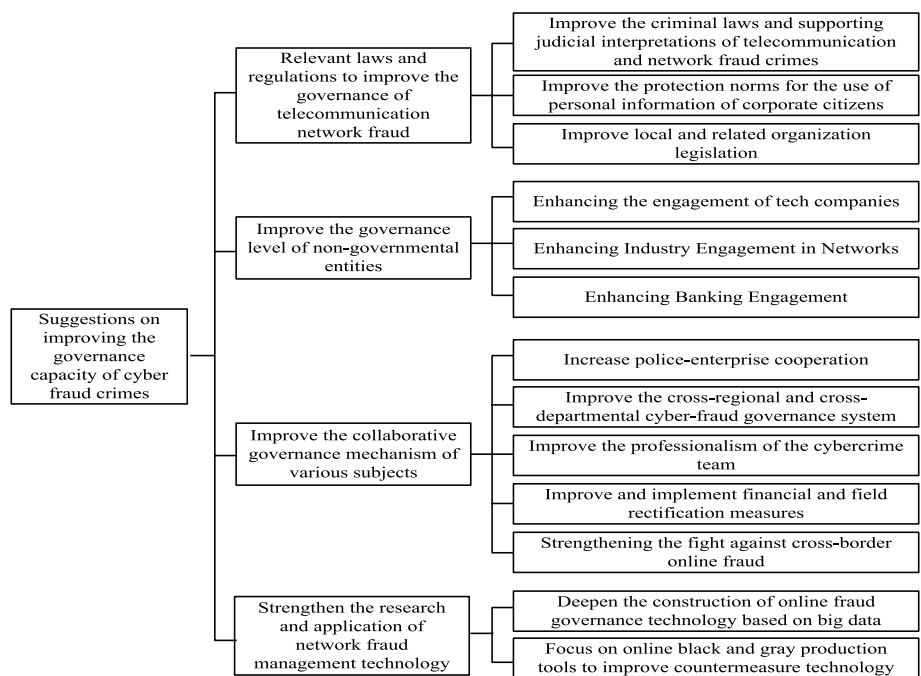 Suggestions on
improving the
governance
capacity of cyber
fraud crimes
Relevant laws and
regulations to improve the
governance of
telecommunication
network fraud
Improve the criminal laws and supporting
judicial interpretations of telecommunication
and network fraud crimes
Improve the protection norms for the use of
personal information of corporate citizens
Improve local and related organization
legislation
Improve the governance
level of non-governmental
entities
Enhancing the engagement of tech companies
Enhancing Industry Engagement in Networks
Enhancing Banking Engagement
Improve the collaborative
governance mechanism of
various subjects
Increase police-enterprise cooperation
Improve the cross-regional and cross-
departmental cyber-fraud governance system
Improve the professionalism of the cybercrime
team
Improve and implement financial and field
rectification measures
Strengthening the fight against cross-border
online fraud
Strengthen the research
and application of
network fraud
management technology
Deepen the construction of online fraud
governance technology based on big data
Focus on online black and gray production
tools to improve countermeasure technology